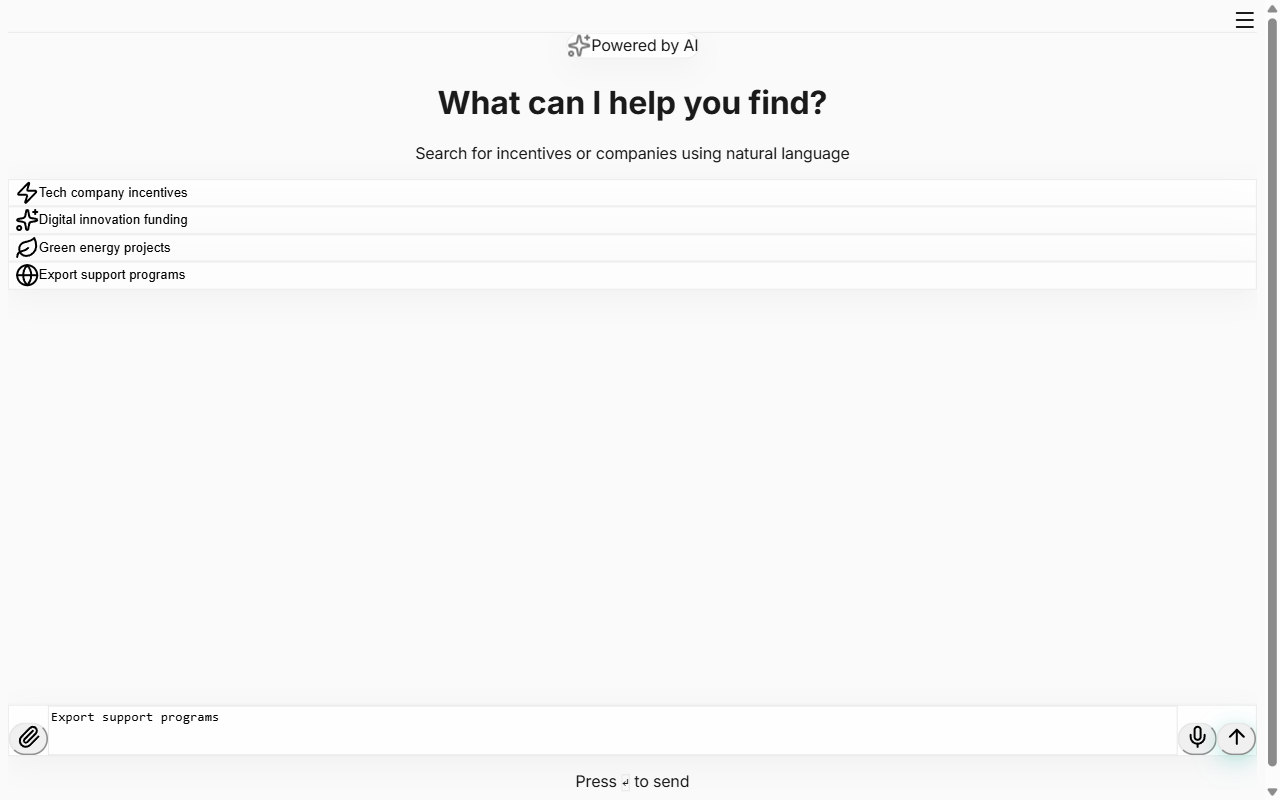 Powered by AI
What can I help you find?
Search for incentives or companies using natural language
Tech company incentives
Digital innovation funding
Green energy projects
Export support programs
Export support programs
Press ↵ to send